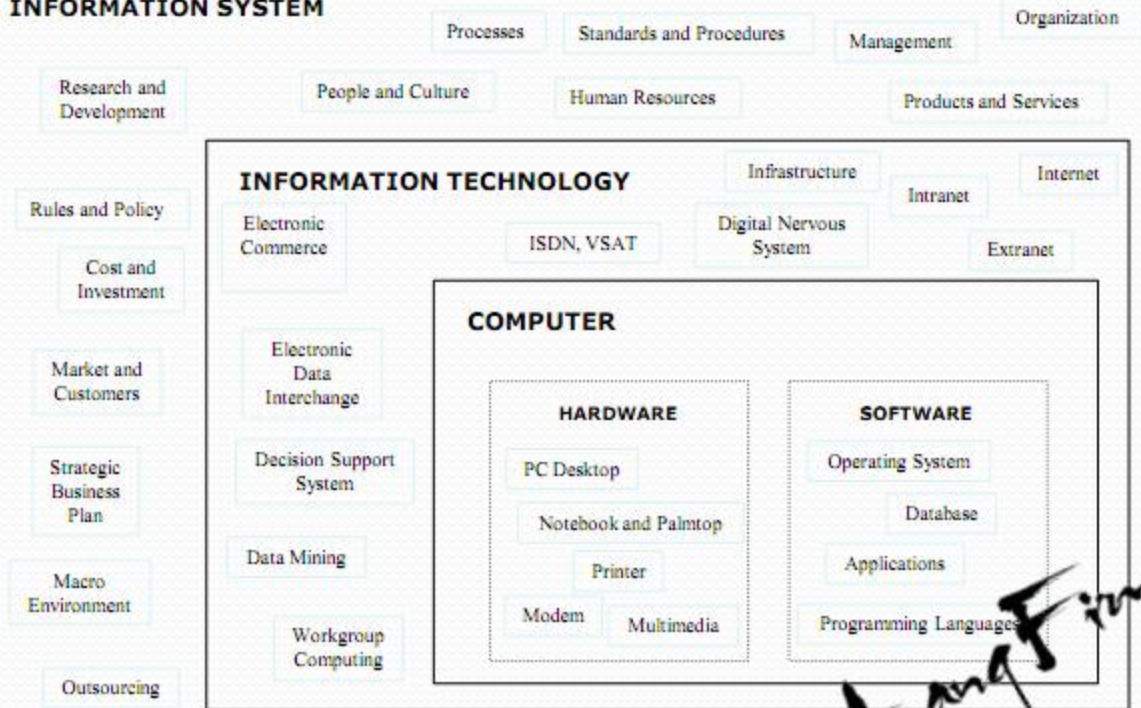 INFORMATION SYSTEM
Organization
Processes
Standards and Procedures
Management
Research and
Development
People and Culture
Human Resources
Products and Services
INFORMATION TECHNOLOGY
Infrastructure
Internet
Intranet
Rules and Policy
Electronic
Commerce
ISDN, VSAT
Digital Nervous
System
Extranet
Cost and
Investment
COMPUTER
Electronic
Data
Interchange
Market and
Customers
HARDWARE
SOFTWARE
Decision Support
System
PC Desktop
Operating System
Strategic
Business
Plan
Notebook and Palmtop
Database
Data Mining
Printer
Applications
Macro
Environment
Modem
Multimedia
Programming Languages
Workgroup
Computing
Outsourcing